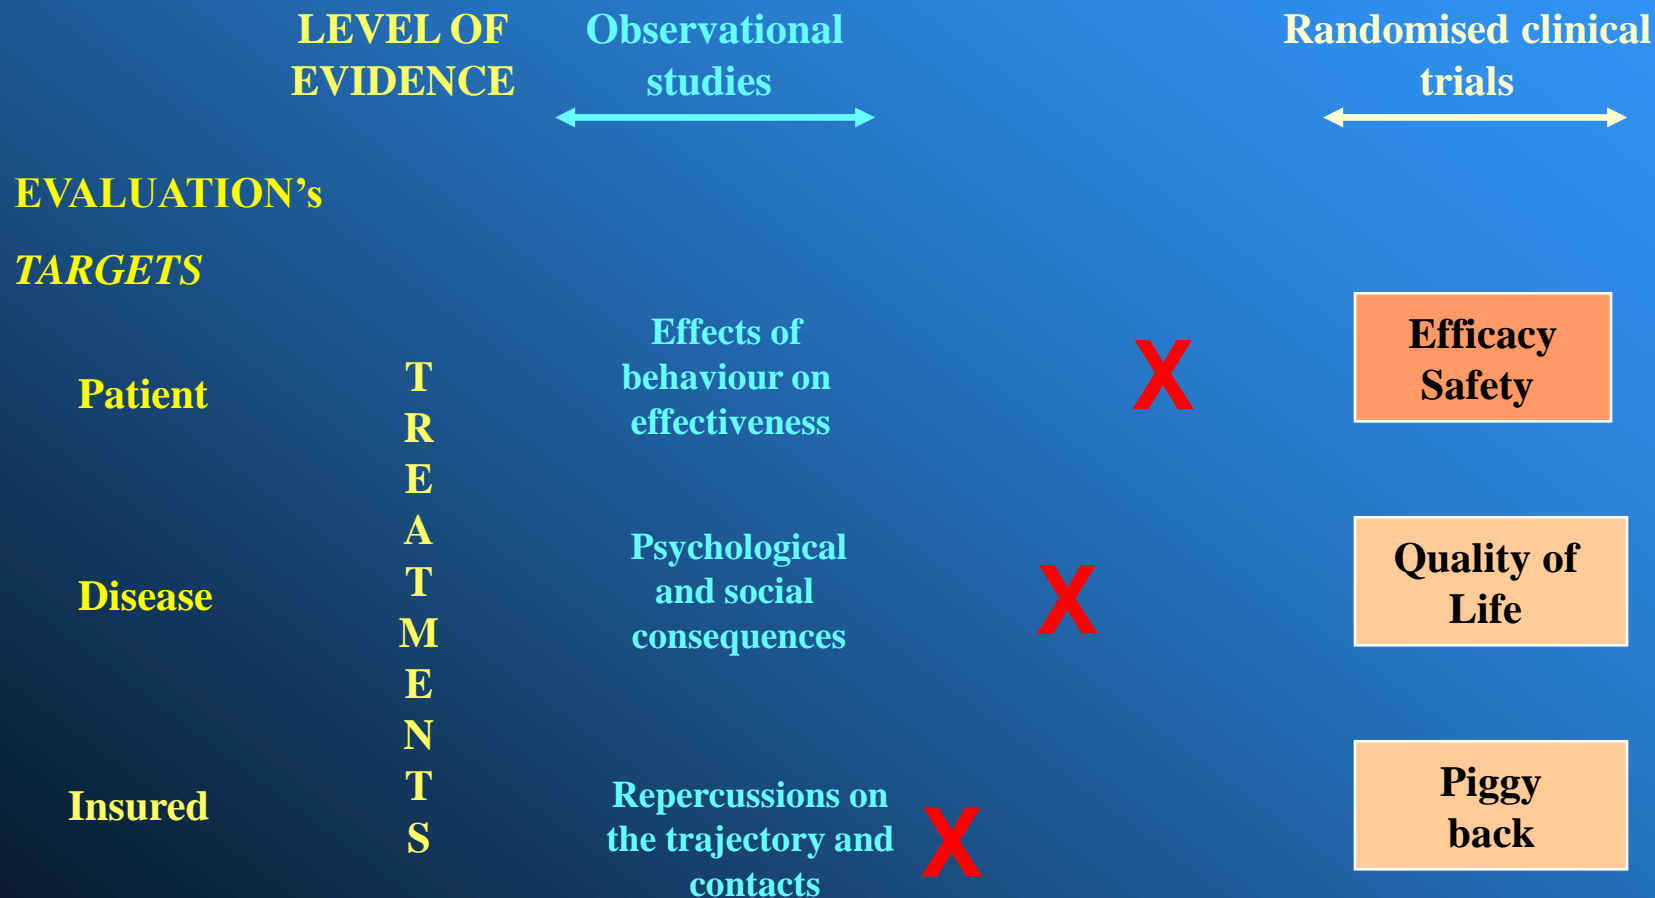 LEVEL OF
EVIDENCE
Observational
studies
Randomised clinical
trials
EVALUATION’s
TARGETS
Patient
Disease
Insured
T
R
E
A
T
M
E
N
T
S
Effects of
behaviour on
effectiveness
X
Efficacy
Safety
Psychological
and social
consequences
X
Quality of
Life
Repercussions on
the trajectory and
contacts
X
Piggy
back